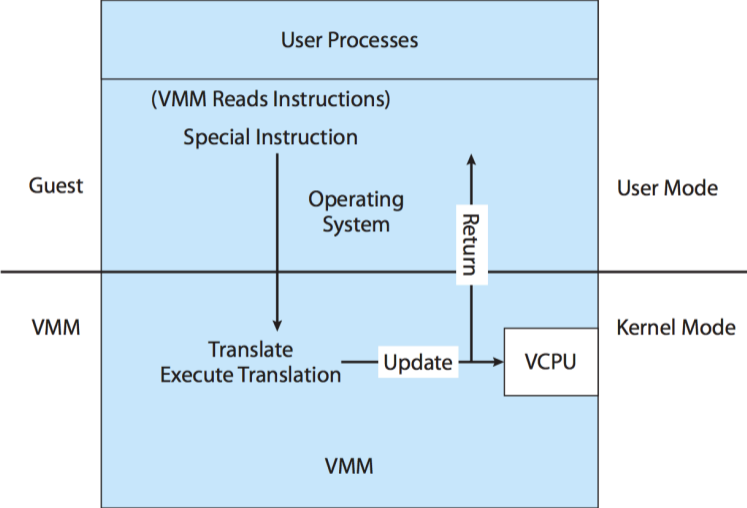 User Processes
(VMM Reads Instructions)
Special Instruction
Guest
Operating
System
User Mode
Return
VMM
Kernel Mode
Translate
Execute Translation
Update
VCPU
VMM